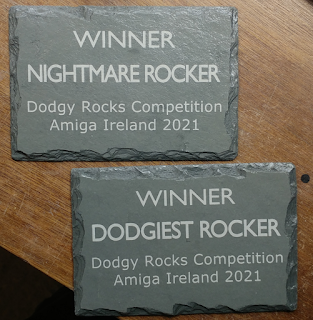 WINNER
NIGHTMARE ROCKER
Dodgy Rocks Competition
Amiga Ireland 2021
WINNER
DODGIEST ROCKER
Dodgy Rocks Competition
Amiga Ireland 2021